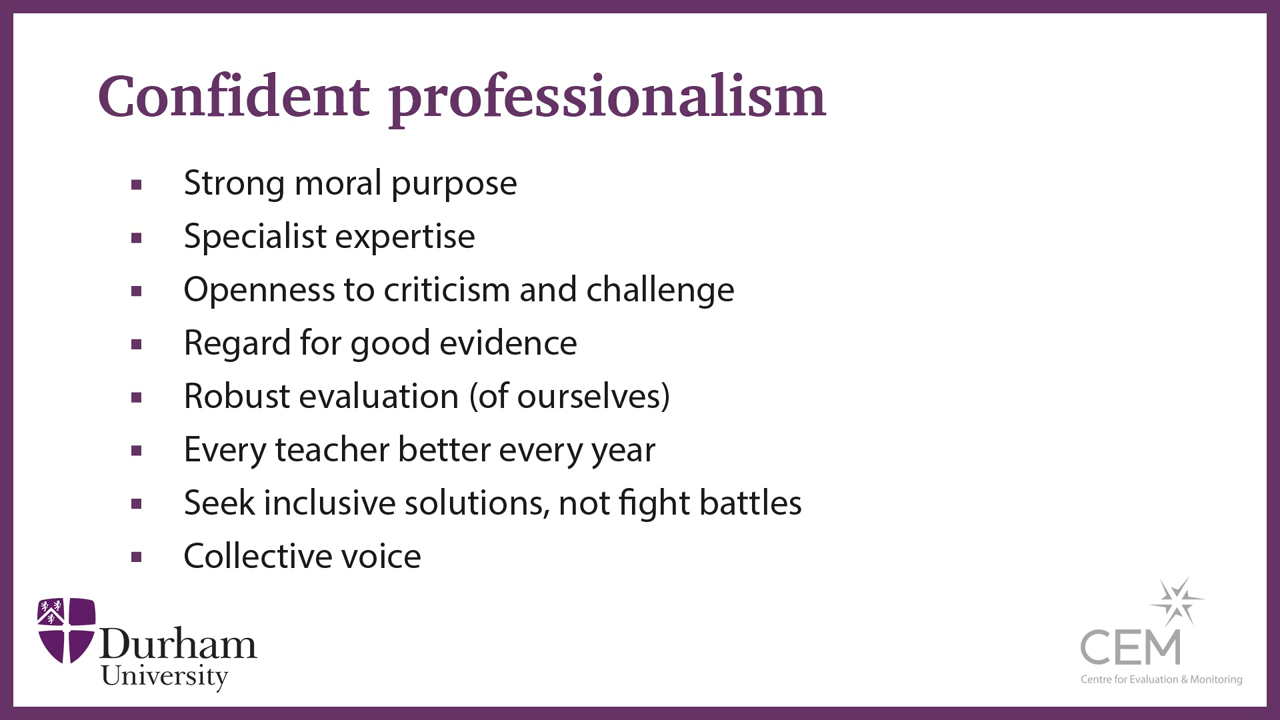 Confident professionalism
Strong moral purpose
Specialist expertise
Openness to criticism and challenge
Regard for good evidence
Robust evaluation (of ourselves)
Every teacher better every year
Seek inclusive solutions, not fight battles
Collective voice
Durham
University
CEM
Centre for Evaluation & Monitoring